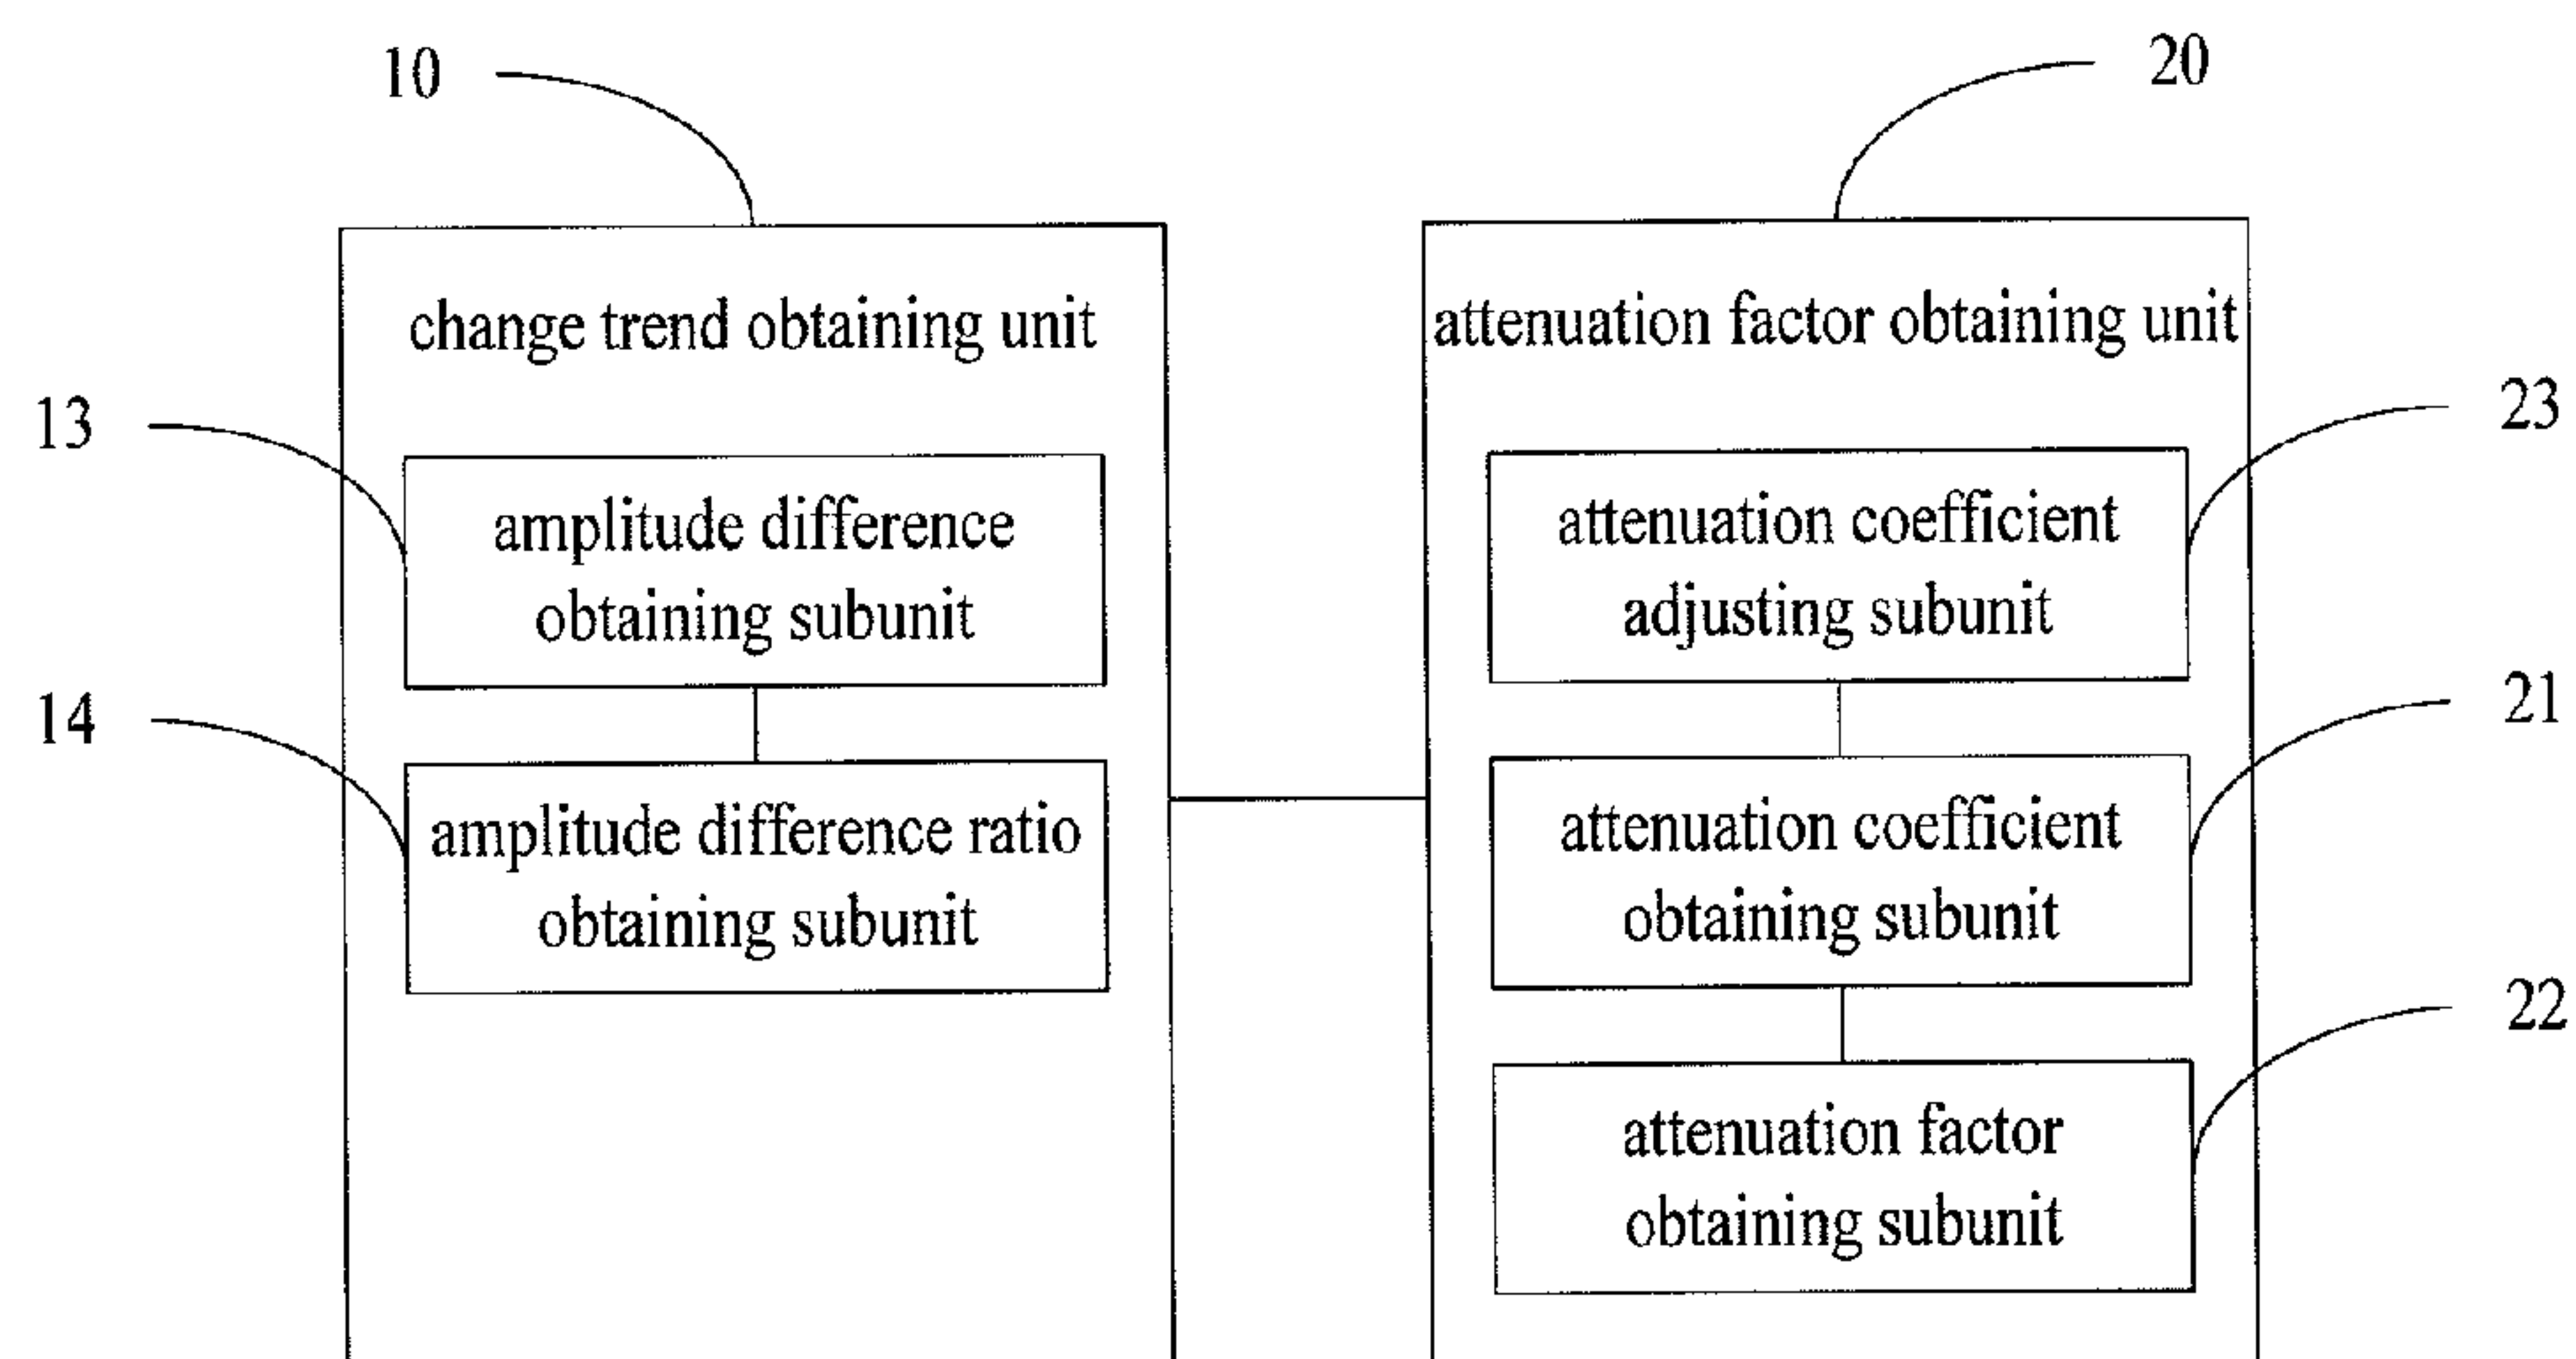 10
20
change trend obtaining unit
attenuation factor obtaining unit
13
23
amplitude difference
obtaining subunit
attenuation coefficient
adjusting subunit
14
21
amplitude difference ratio
obtaining subunit
attenuation coefficient
obtaining subunit
22
attenuation factor
obtaining subunit